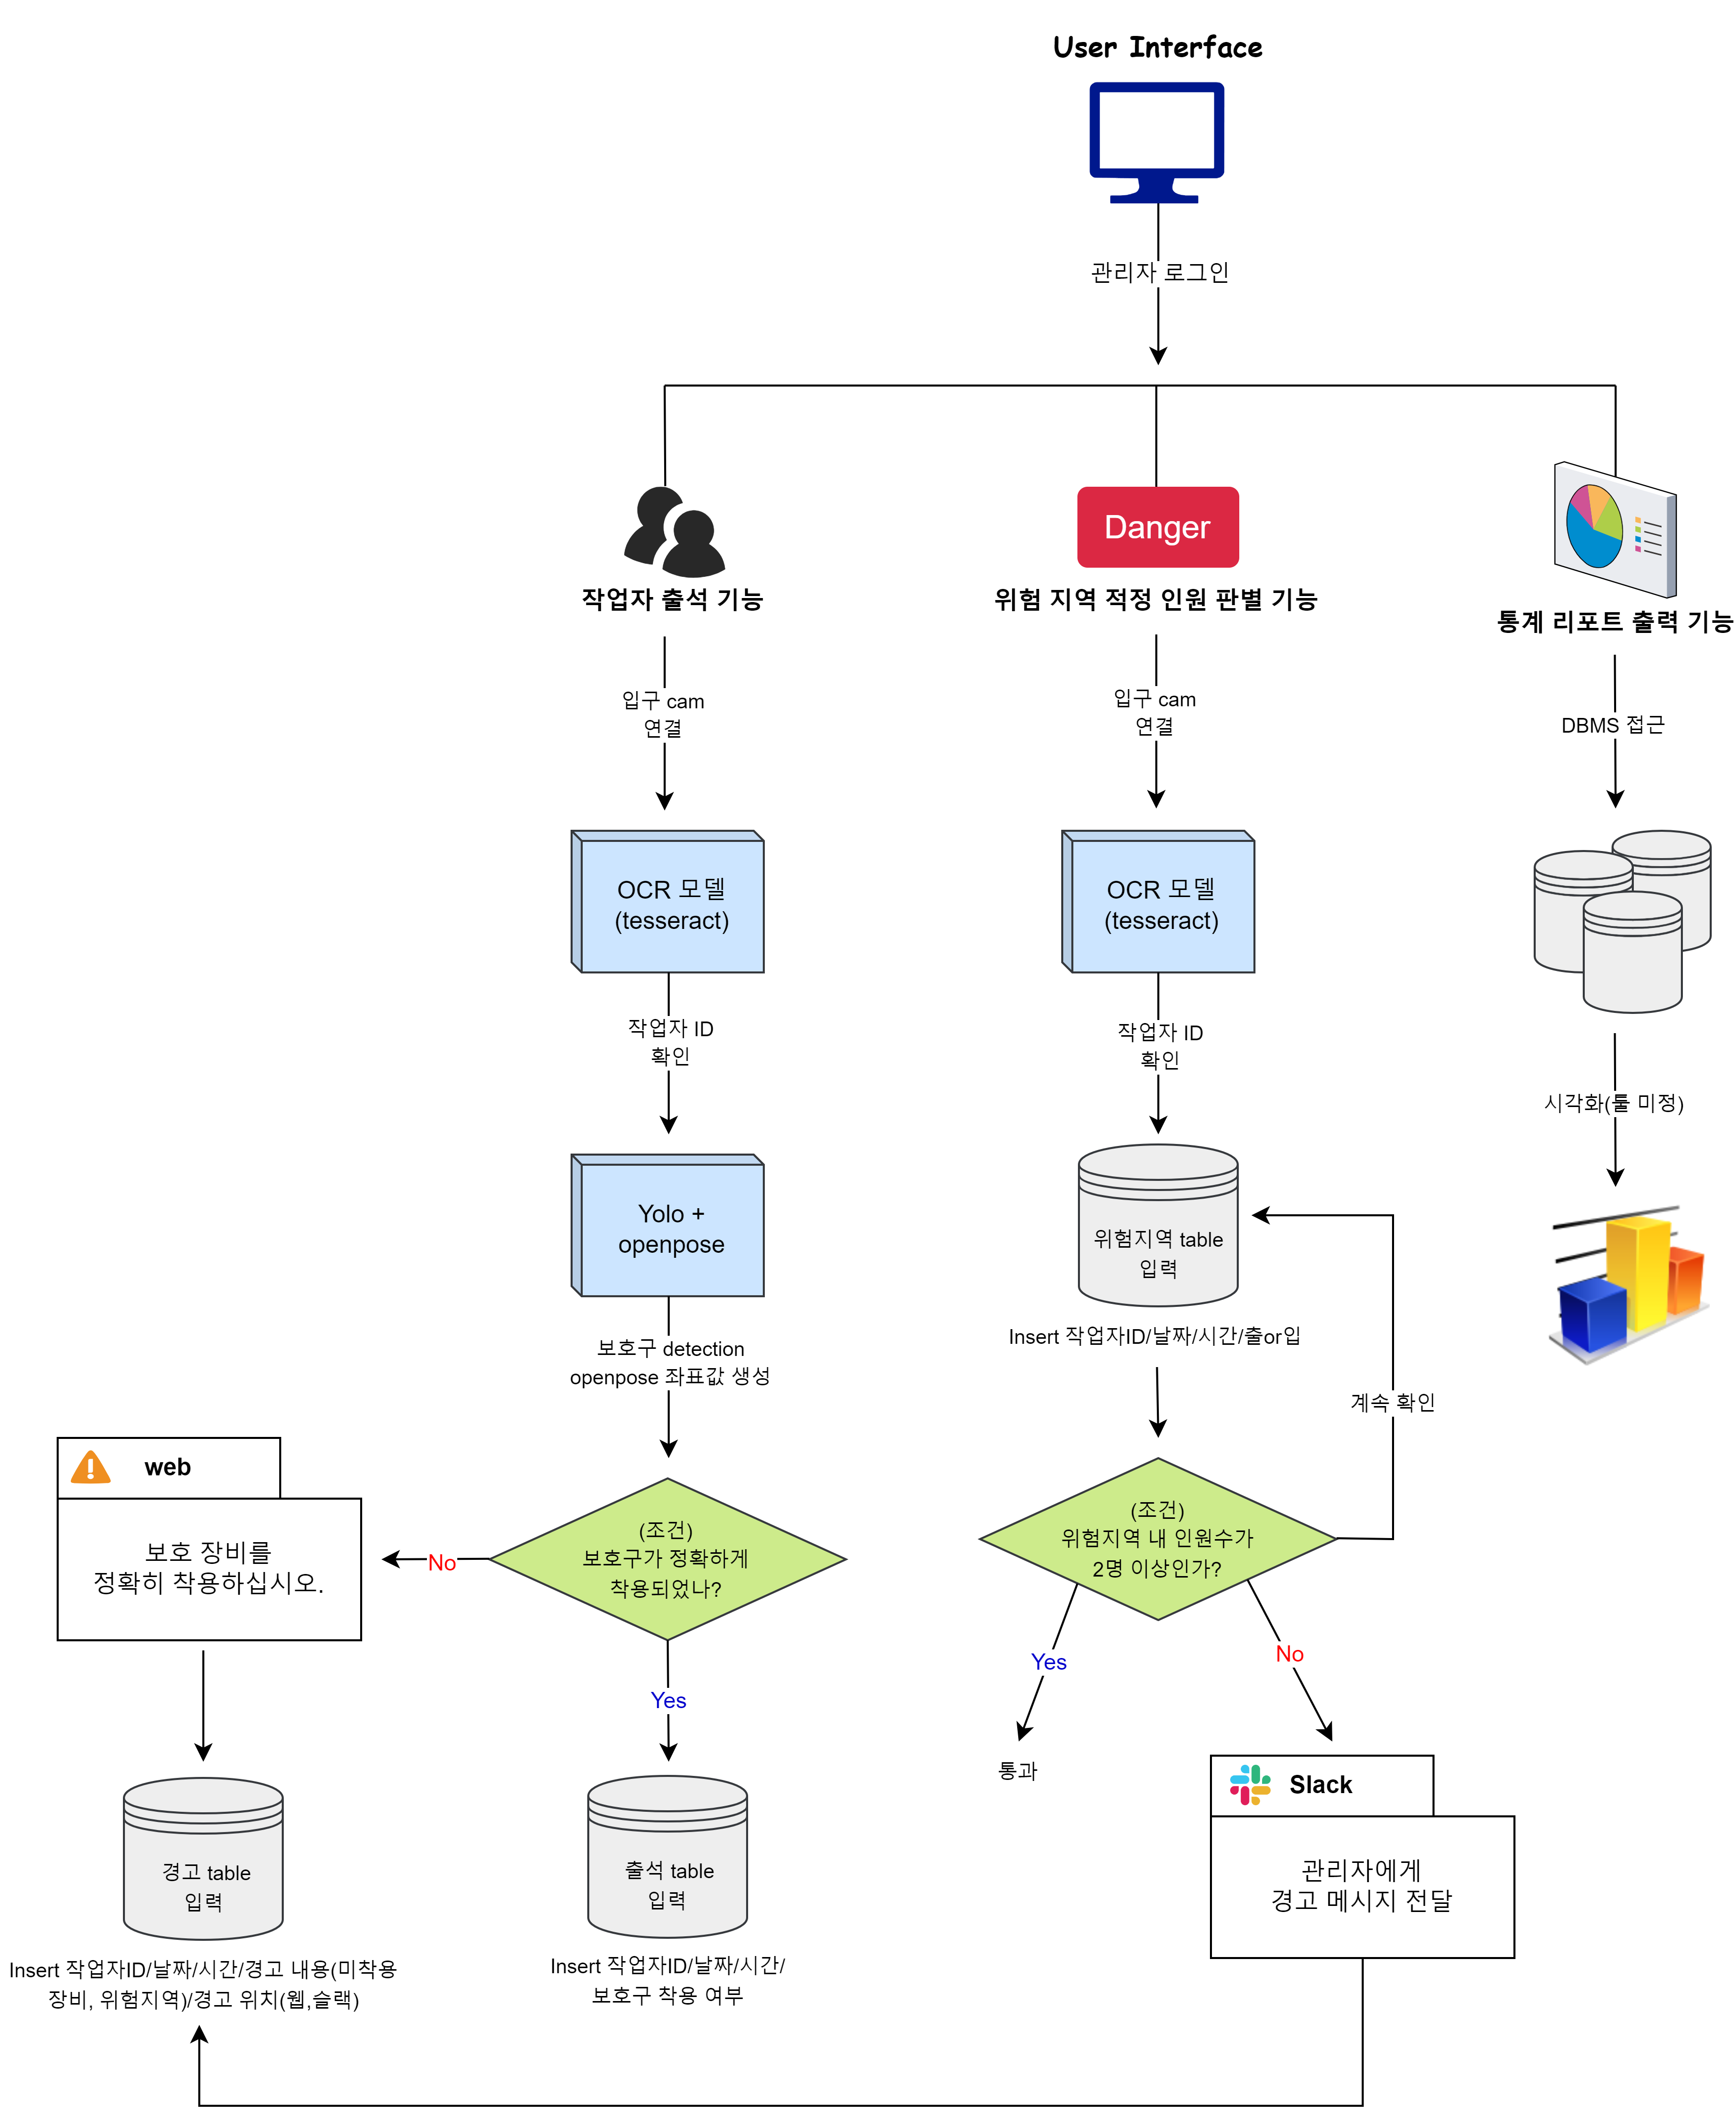 User Interface
관리자 로그인
Danger
작업자 출석 기능
위험 지역 적정 인원 판별 기능
통계 리포트 출력 기능
입구 cam
연결
입구 cam
연결
DBMS 접근
OCR 모델
(tesseract)
OCR 모델
(tesseract)
작업자 ID
확인
작업자 ID
확인
시각화(툴 미정)
Yolo +
openpose
위험지역 table
입력
보호구 detection
openpose 좌표값 생성
Insert 작업자ID/날짜/시간/출or입
계속 확인
web
보호 장비를
정확히 착용하십시오.
No
(조건)
보호구가 정확하게
착용되었나?
(조건)
위험지역 내 인원수가
2명 이상인가?
Yes
Yes
No
통과
Slack
관리자에게
경고 메시지 전달
경고 table
입력
출석 table
입력
Insert 작업자ID/날짜/시간/경고 내용(미착용
장비, 위험지역)/경고 위치(웹,슬랙)
Insert 작업자ID/날짜/시간/
보호구 착용 여부